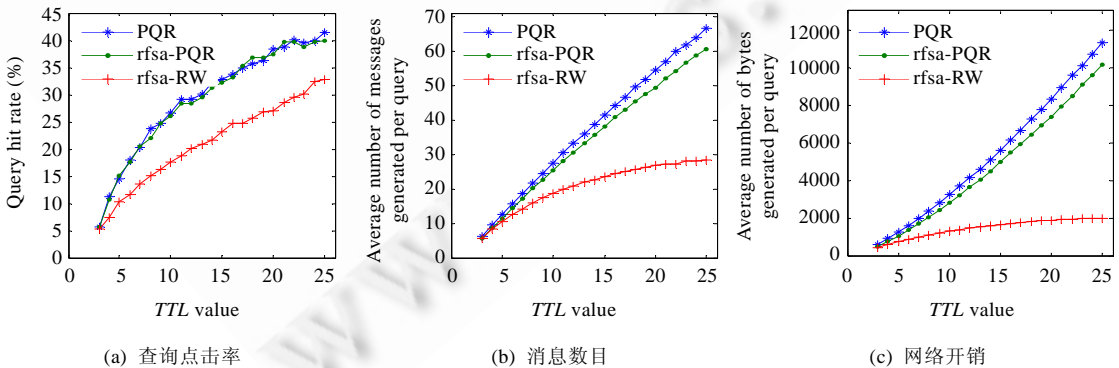 45
40
35
30
25
20
15
10
5
0
Query hit rate (%)
PQR
rfsa-PQR
rfsa-RW
0 5 10 15 20 25
TTL value
(a) 查询点击率
70
60
50
40
30
20
10
0
Average number of messages
generated per query
PQR
rfsa-PQR
rfsa-RW
0 5 10 15 20 25
TTL value
(b) 消息数目
12000
10000
8000
6000
4000
2000
0
Average number of bytes
generated per query
PQR
rfsa-PQR
rfsa-RW
0 5 10 15 20 25
TTL value
(c) 网络开销